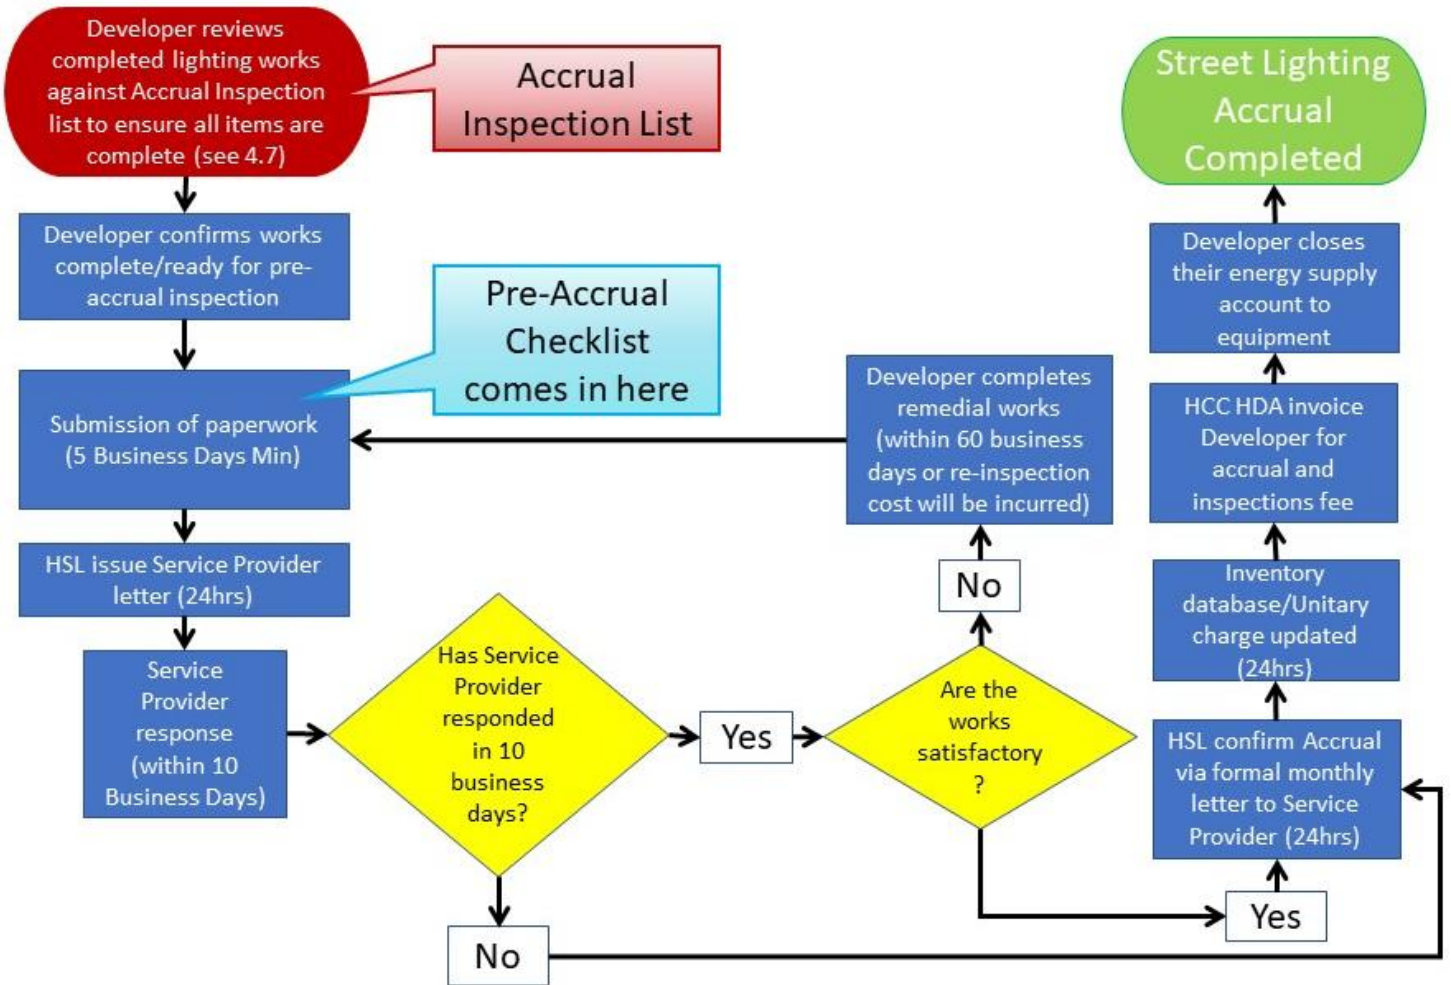 Developer reviews
completed lighting works
against Accrual Inspection
list to ensure all items are
complete (see 4.7)
Accrual
Inspection List
Developer confirms works
complete/ready for pre-
accrual inspection
Pre-Accrual
Checklist
comes in here
Submission of paperwork
(5 Business Days Min)
HSL issue Service Provider
letter (24hrs)
Service
Provider
response
(within 10
Business Days)
Has Service
Provider
responded
in 10
business
days?
Yes
No
Are the
works
satisfactory
?
No
Developer completes
remedial works
(within 60 business
days or re-inspection
cost will be incurred)
Yes
HSL confirm Accrual
via formal monthly
letter to Service
Provider (24hrs)
Inventory
database/Unitary
charge updated
(24hrs)
HCC HDA invoice
Developer for
accrual and
inspections fee
Developer closes
their energy supply
account to
equipment
Street Lighting
Accrual
Completed